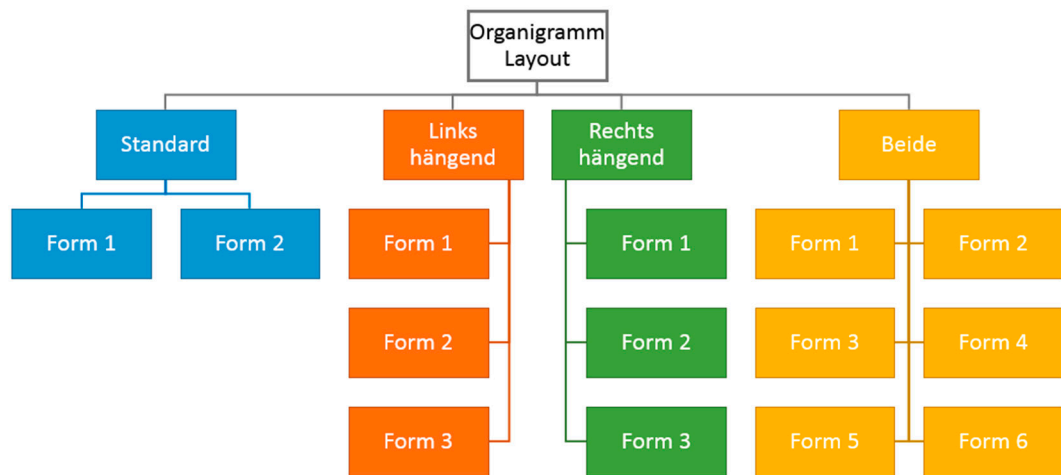 Organigramm
Layout
Standard
Links
hängend
Rechts
hängend
Beide
Form 1
Form 2
Form 1
Form 1
Form 1
Form 2
Form 2
Form 2
Form 3
Form 4
Form 3
Form 3
Form 5
Form 6